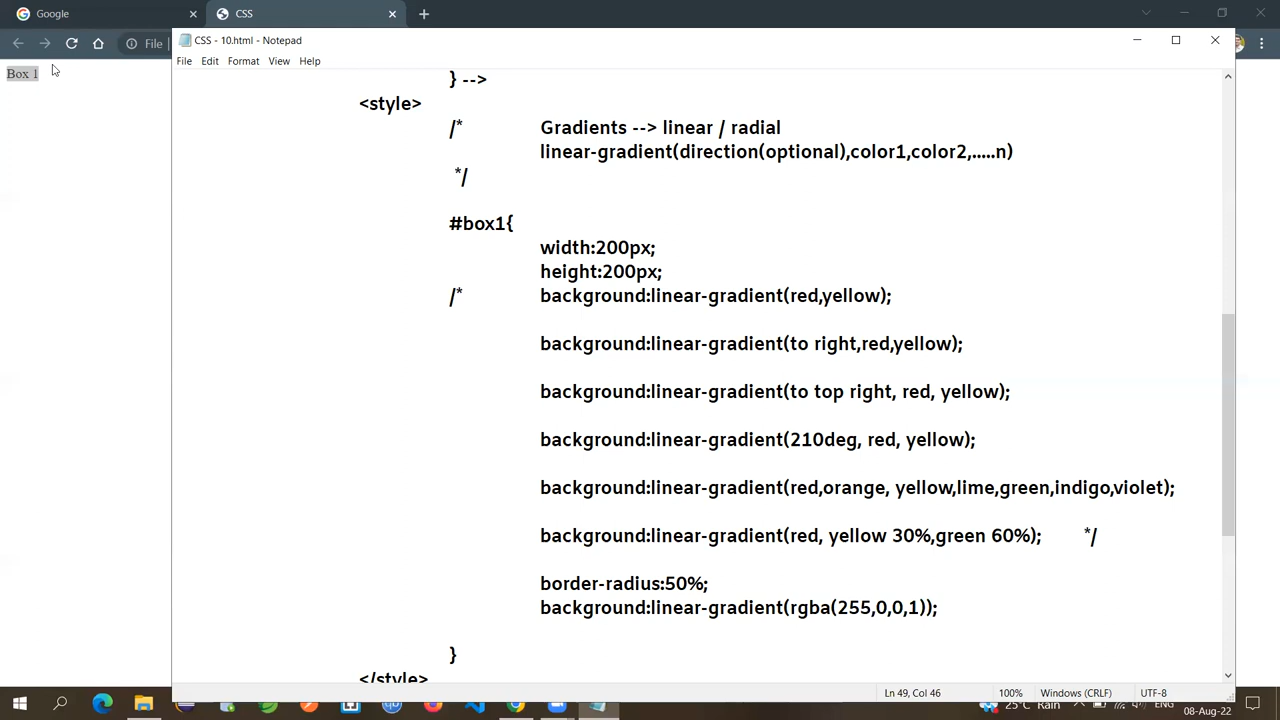 Google
CSS
File
CSS - 10.html - Notepad
File Edit Format View Help
Box 1
} -->
<style>
/* Gradients --> linear / radial
linear-gradient(direction(optional),color1,color2,.....n)
*/
#box1{
width:200px;
height:200px;
/* background:linear-gradient(red,yellow);
background:linear-gradient(to right,red,yellow);
background:linear-gradient(to top right, red, yellow);
background:linear-gradient(210deg, red, yellow);
background:linear-gradient(red,orange, yellow,lime,green,indigo,violet);
background:linear-gradient(red, yellow 30%,green 60%); */
border-radius:50%;
background:linear-gradient(rgba(255,0,0,1));
}
</style>
Ln 49, Col 46 100% Windows (CRLF) UTF-8
25°C Rain ENG
08-Aug-22